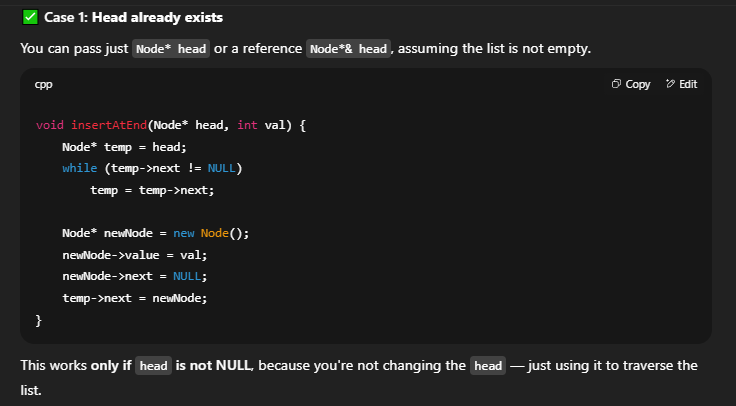 ✅ Case 1: Head already exists
You can pass just Node* head or a reference Node*& head, assuming the list is not empty.
cpp
Copy
Edit
void insertAtEnd(Node* head, int val) {
    Node* temp = head;
    while (temp->next != NULL)
        temp = temp->next;

    Node* newNode = new Node();
    newNode->value = val;
    newNode->next = NULL;
    temp->next = newNode;
}
This works only if head is not NULL, because you're not changing the head — just using it to traverse the
list.